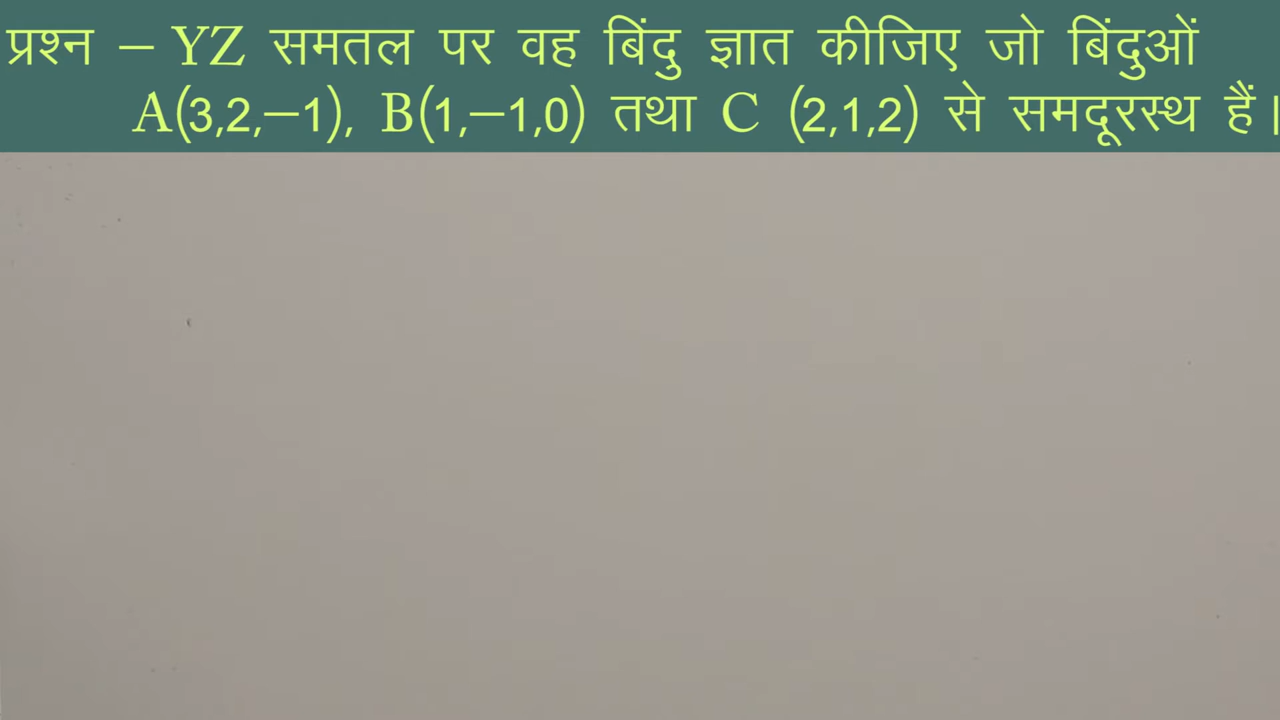 प्रश्न – YZ समतल पर वह बिंदु ज्ञात कीजिए जो बिंदुओं
A(3,2,–1), B(1,–1,0) तथा C (2,1,2) से समदूरस्थ हैं।